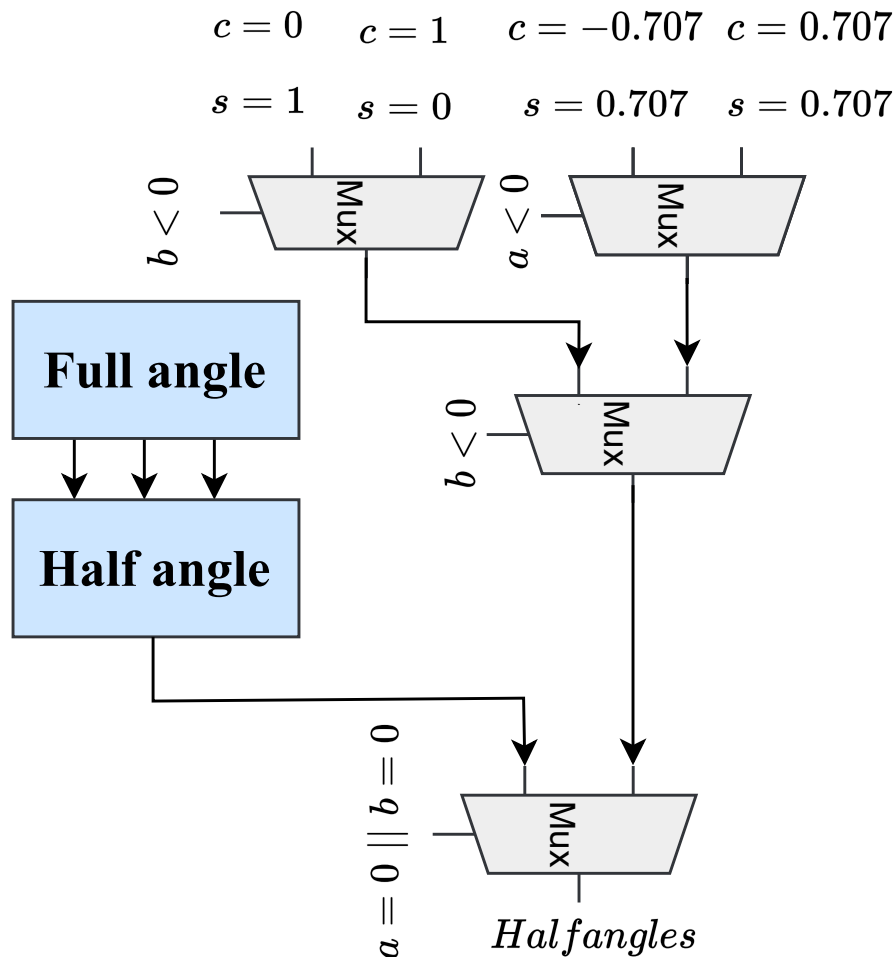 c = 0
c = 1
c = −0.707
c = 0.707
s = 1
s = 0
s = 0.707
s = 0.707
b < 0
Mux
a < 0
Mux
Full angle
b < 0
Mux
Half angle
a = 0 || b = 0
Mux
Halfangles